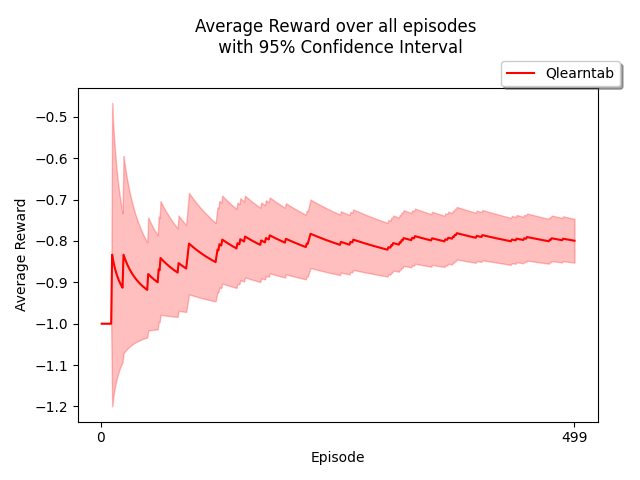 Average Reward over all episodes
with 95% Confidence Interval
Qlearntab
−0.5
−0.6
−0.7
−0.8
−0.9
−1.0
−1.1
−1.2
Average Reward
0
499
Episode